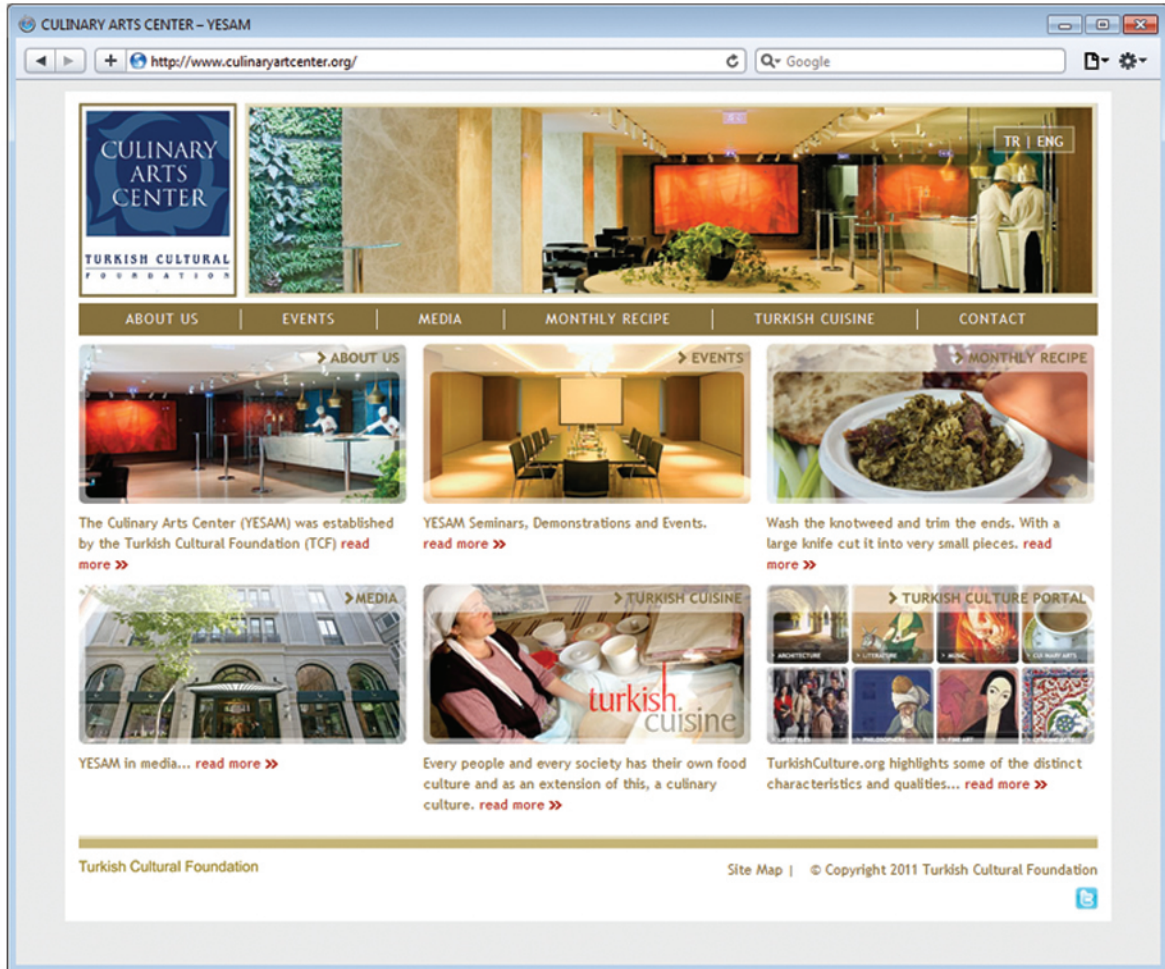 CULINARY ARTS CENTER – YESAM
http://www.culinaryartcenter.org/
Google
CULINARY
ARTS
CENTER
TURKISH CULTURAL
FOUNDATION
TR | ENG
ABOUT US | EVENTS | MEDIA | MONTHLY RECIPE | TURKISH CUISINE | CONTACT
ABOUT US
The Culinary Arts Center (YESAM) was established
by the Turkish Cultural Foundation (TCF) read
more »
EVENTS
YESAM Seminars, Demonstrations and Events.
read more »
MONTHLY RECIPE
Wash the knotweed and trim the ends. With a
large knife cut it into very small pieces. read
more »
MEDIA
YESAM in media... read more »
TURKISH CUISINE
turkish
cuisine
Every people and every society has their own food
culture and as an extension of this, a culinary
culture. read more »
TURKISH CULTURE PORTAL
ARCHITECTURE LITERATURE MUSIC CULINARY ARTS
PHILOSOPHERS FINE ART
TurkishCulture.org highlights some of the distinct
characteristics and qualities... read more »
Turkish Cultural Foundation
Site Map | © Copyright 2011 Turkish Cultural Foundation